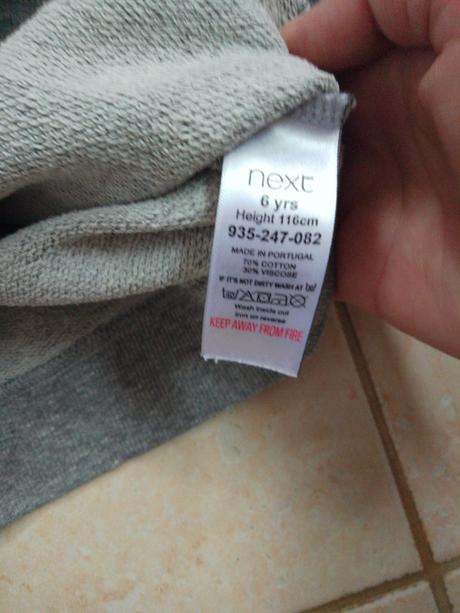 next
6 yrs
Height 116cm
935-247-082
MADE IN PORTUGAL
70% COTTON
30% VISCOSE
IF IT'S NOT DIRTY WASH AT
Wash inside out
iron on reverse
KEEP AWAY FROM FIRE